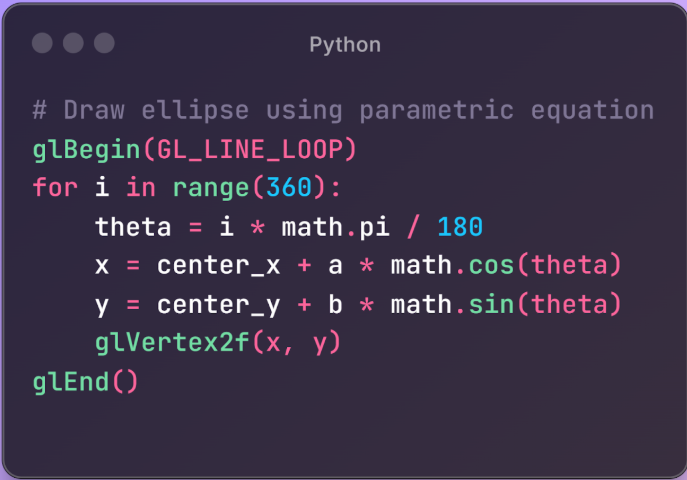 Python
# Draw ellipse using parametric equation
glBegin(GL_LINE_LOOP)
for i in range(360):
    theta = i * math.pi / 180
    x = center_x + a * math.cos(theta)
    y = center_y + b * math.sin(theta)
    glVertex2f(x, y)
glEnd()